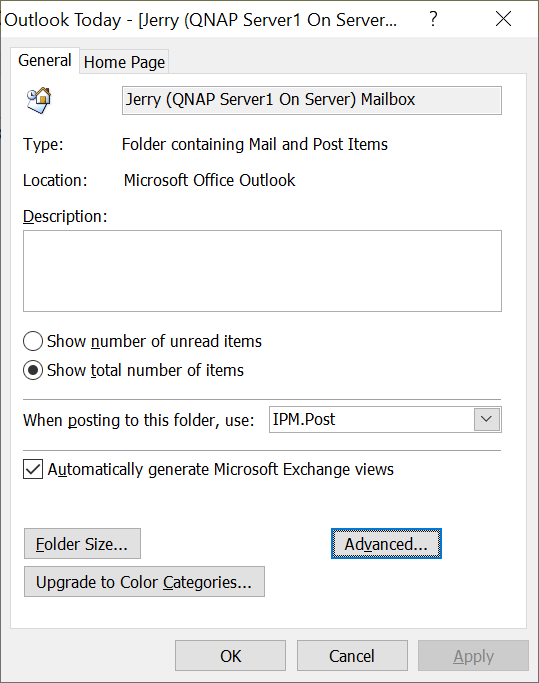 Outlook Today - [Jerry (QNAP Server1 On Server...
?
General
Home Page
Jerry (QNAP Server1 On Server) Mailbox
Type: Folder containing Mail and Post Items
Location: Microsoft Office Outlook
Description:
Show number of unread items
Show total number of items
When posting to this folder, use: IPM.Post
Automatically generate Microsoft Exchange views
Folder Size... Advanced...
Upgrade to Color Categories...
OK Cancel Apply